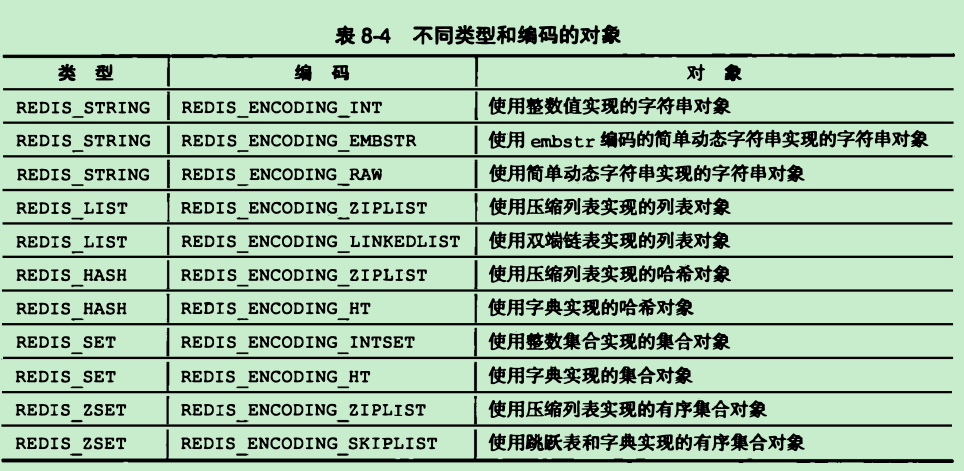 表 8-4 不同类型和编码的对象
类 型 编 码 对 象
REDIS_STRING REDIS_ENCODING_INT 使用整数值实现的字符串对象
REDIS_STRING REDIS_ENCODING_EMBSTR 使用 embstr 编码的简单动态字符串实现的字符串对象
REDIS_STRING REDIS_ENCODING_RAW 使用简单动态字符串实现的字符串对象
REDIS_LIST REDIS_ENCODING_ZIPLIST 使用压缩列表实现的列表对象
REDIS_LIST REDIS_ENCODING_LINKEDLIST 使用双端链表实现的列表对象
REDIS_HASH REDIS_ENCODING_ZIPLIST 使用压缩列表实现的哈希对象
REDIS_HASH REDIS_ENCODING_HT 使用字典实现的哈希对象
REDIS_SET REDIS_ENCODING_INTSET 使用整数集合实现的集合对象
REDIS_SET REDIS_ENCODING_HT 使用字典实现的集合对象
REDIS_ZSET REDIS_ENCODING_ZIPLIST 使用压缩列表实现的有序集合对象
REDIS_ZSET REDIS_ENCODING_SKIPLIST 使用跳跃表和字典实现的有序集合对象